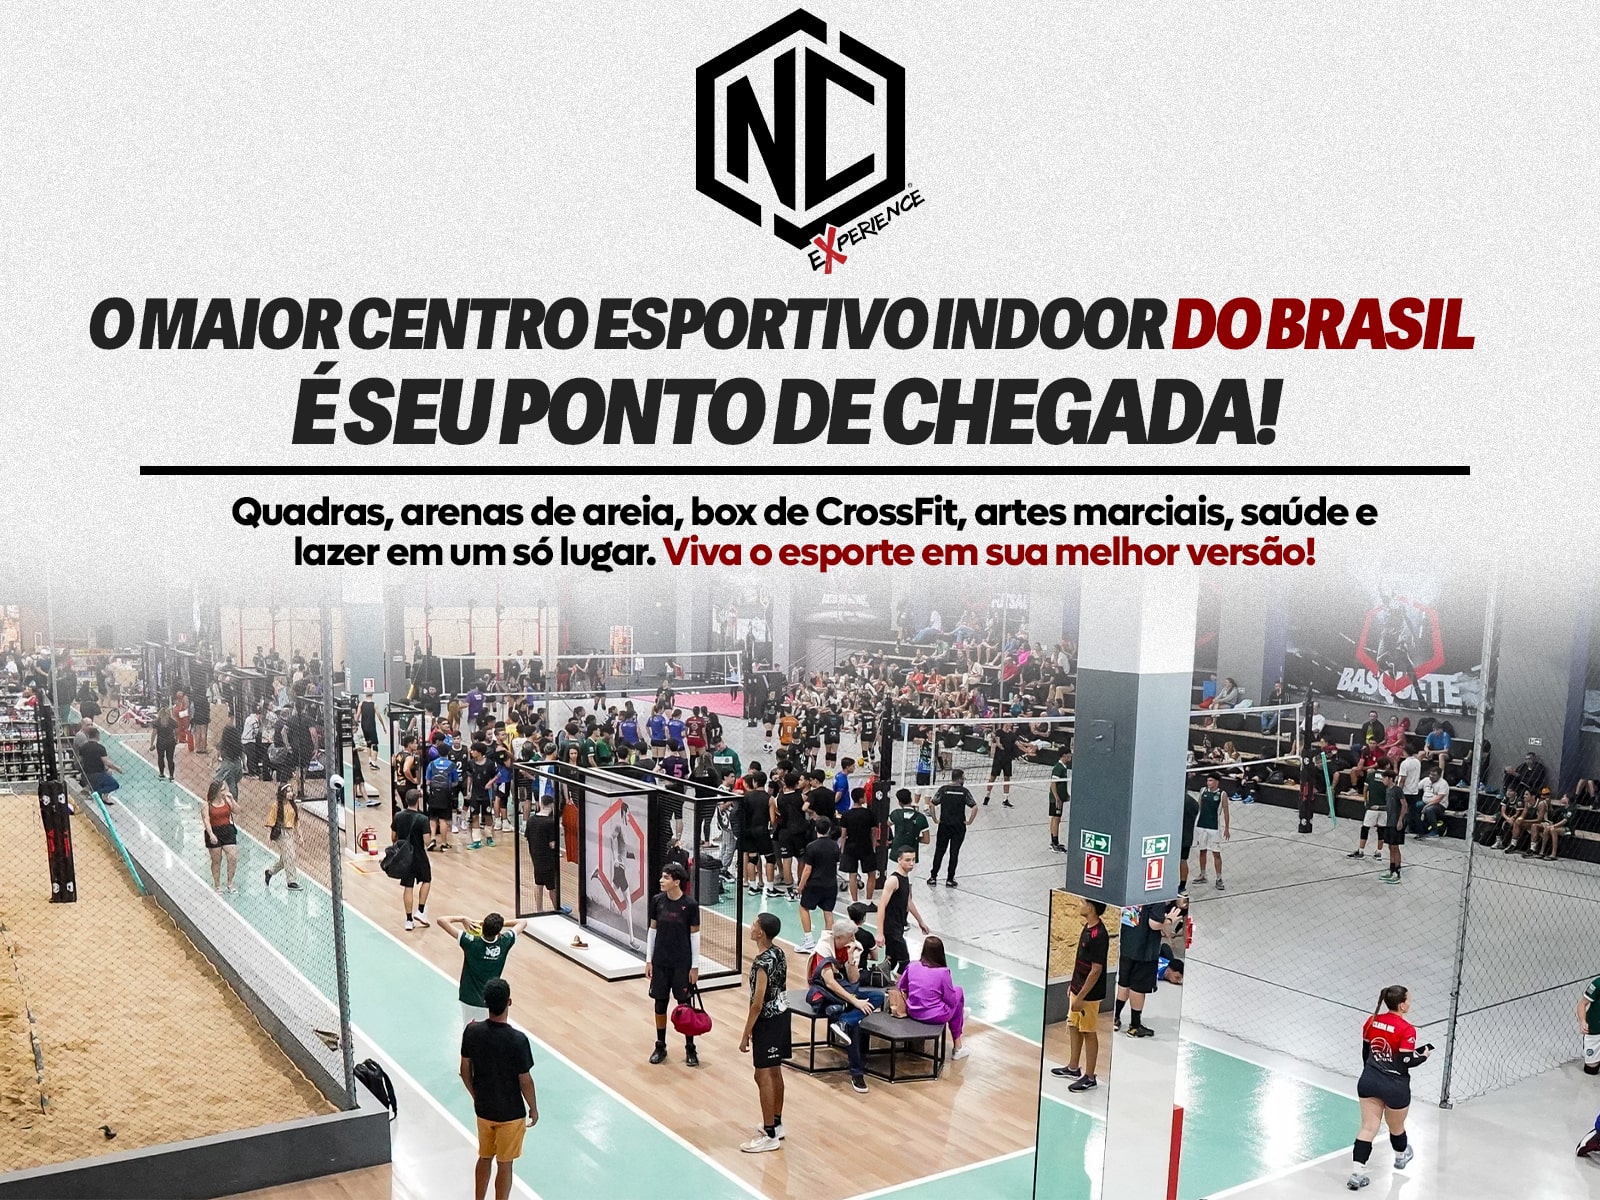 NC
EXPERIENCE
O MAIOR CENTRO ESPORTIVO INDOOR DO BRASIL
É SEU PONTO DE CHEGADA!
Quadras, arenas de areia, box de CrossFit, artes marciais, saúde e
lazer em um só lugar. Viva o esporte em sua melhor versão!
FUTSAL
BASQUETE